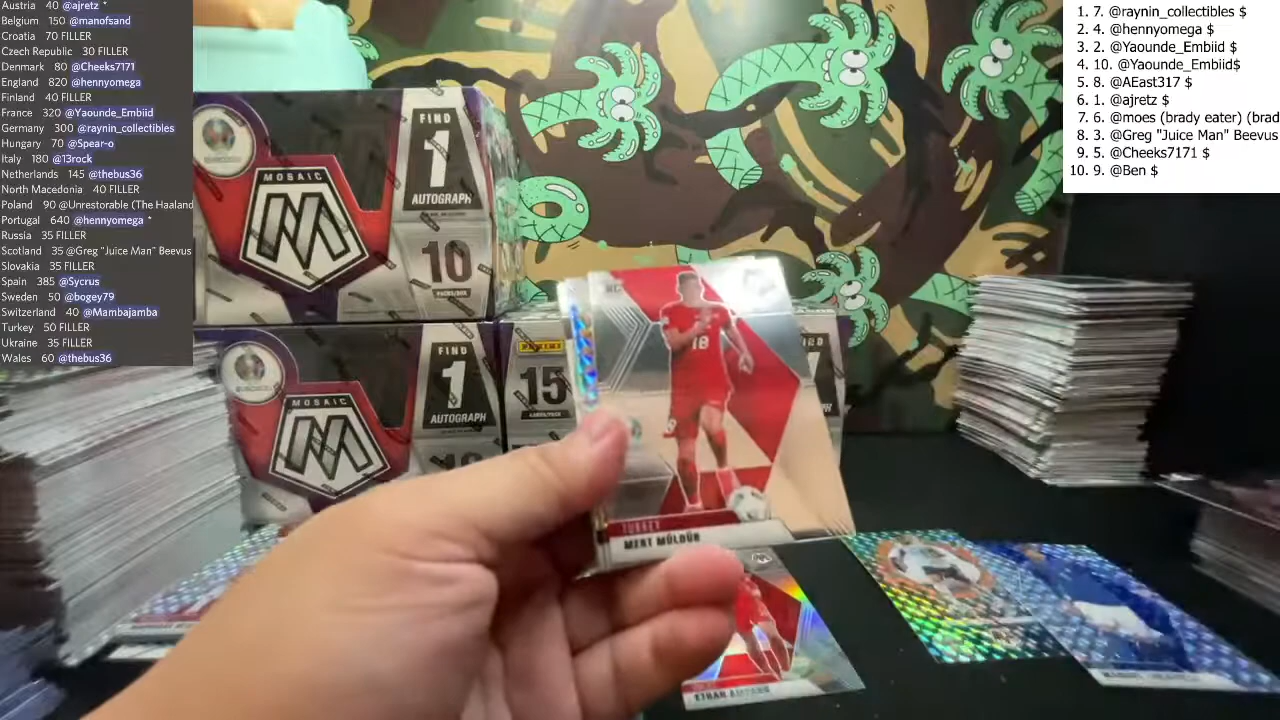 Austria 40 @ajretz *
Belgium 150 @manofsand
Croatia 70 FILLER
Czech Republic 30 FILLER
Denmark 80 @Cheeks7171
England 820 @hennyomega
Finland 40 FILLER
France 320 @Yaounde_Embiid
Germany 300 @raynin_collectibles
Hungary 70 @Spear-o
Italy 180 @13rock
Netherlands 145 @thebus36
North Macedonia 40 FILLER
Poland 90 @Unrestorable (The Haaland
Portugal 640 @hennyomega *
Russia 35 FILLER
Scotland 35 @Greg "Juice Man" Beevus
Slovakia 35 FILLER
Spain 385 @Sycrus
Sweden 50 @bogey79
Switzerland 40 @Mambajamba
Turkey 50 FILLER
Ukraine 35 FILLER
Wales 60 @thebus36
1. 7. @raynin_collectibles $
2. 4. @hennyomega $
3. 2. @Yaounde_Embiid $
4. 10. @Yaounde_Embiid$
5. 8. @AEast317 $
6. 1. @ajretz $
7. 6. @moes (brady eater) (brad
8. 3. @Greg "Juice Man" Beevus
9. 5. @Cheeks7171 $
10. 9. @Ben $
MOSAIC
FIND
1
AUTOGRAPH
10
MOSAIC
FIND
1
AUTOGRAPH
PANINI
15
18
TURKEY
MERT MÜLDÜR
ETHAN AMPADU